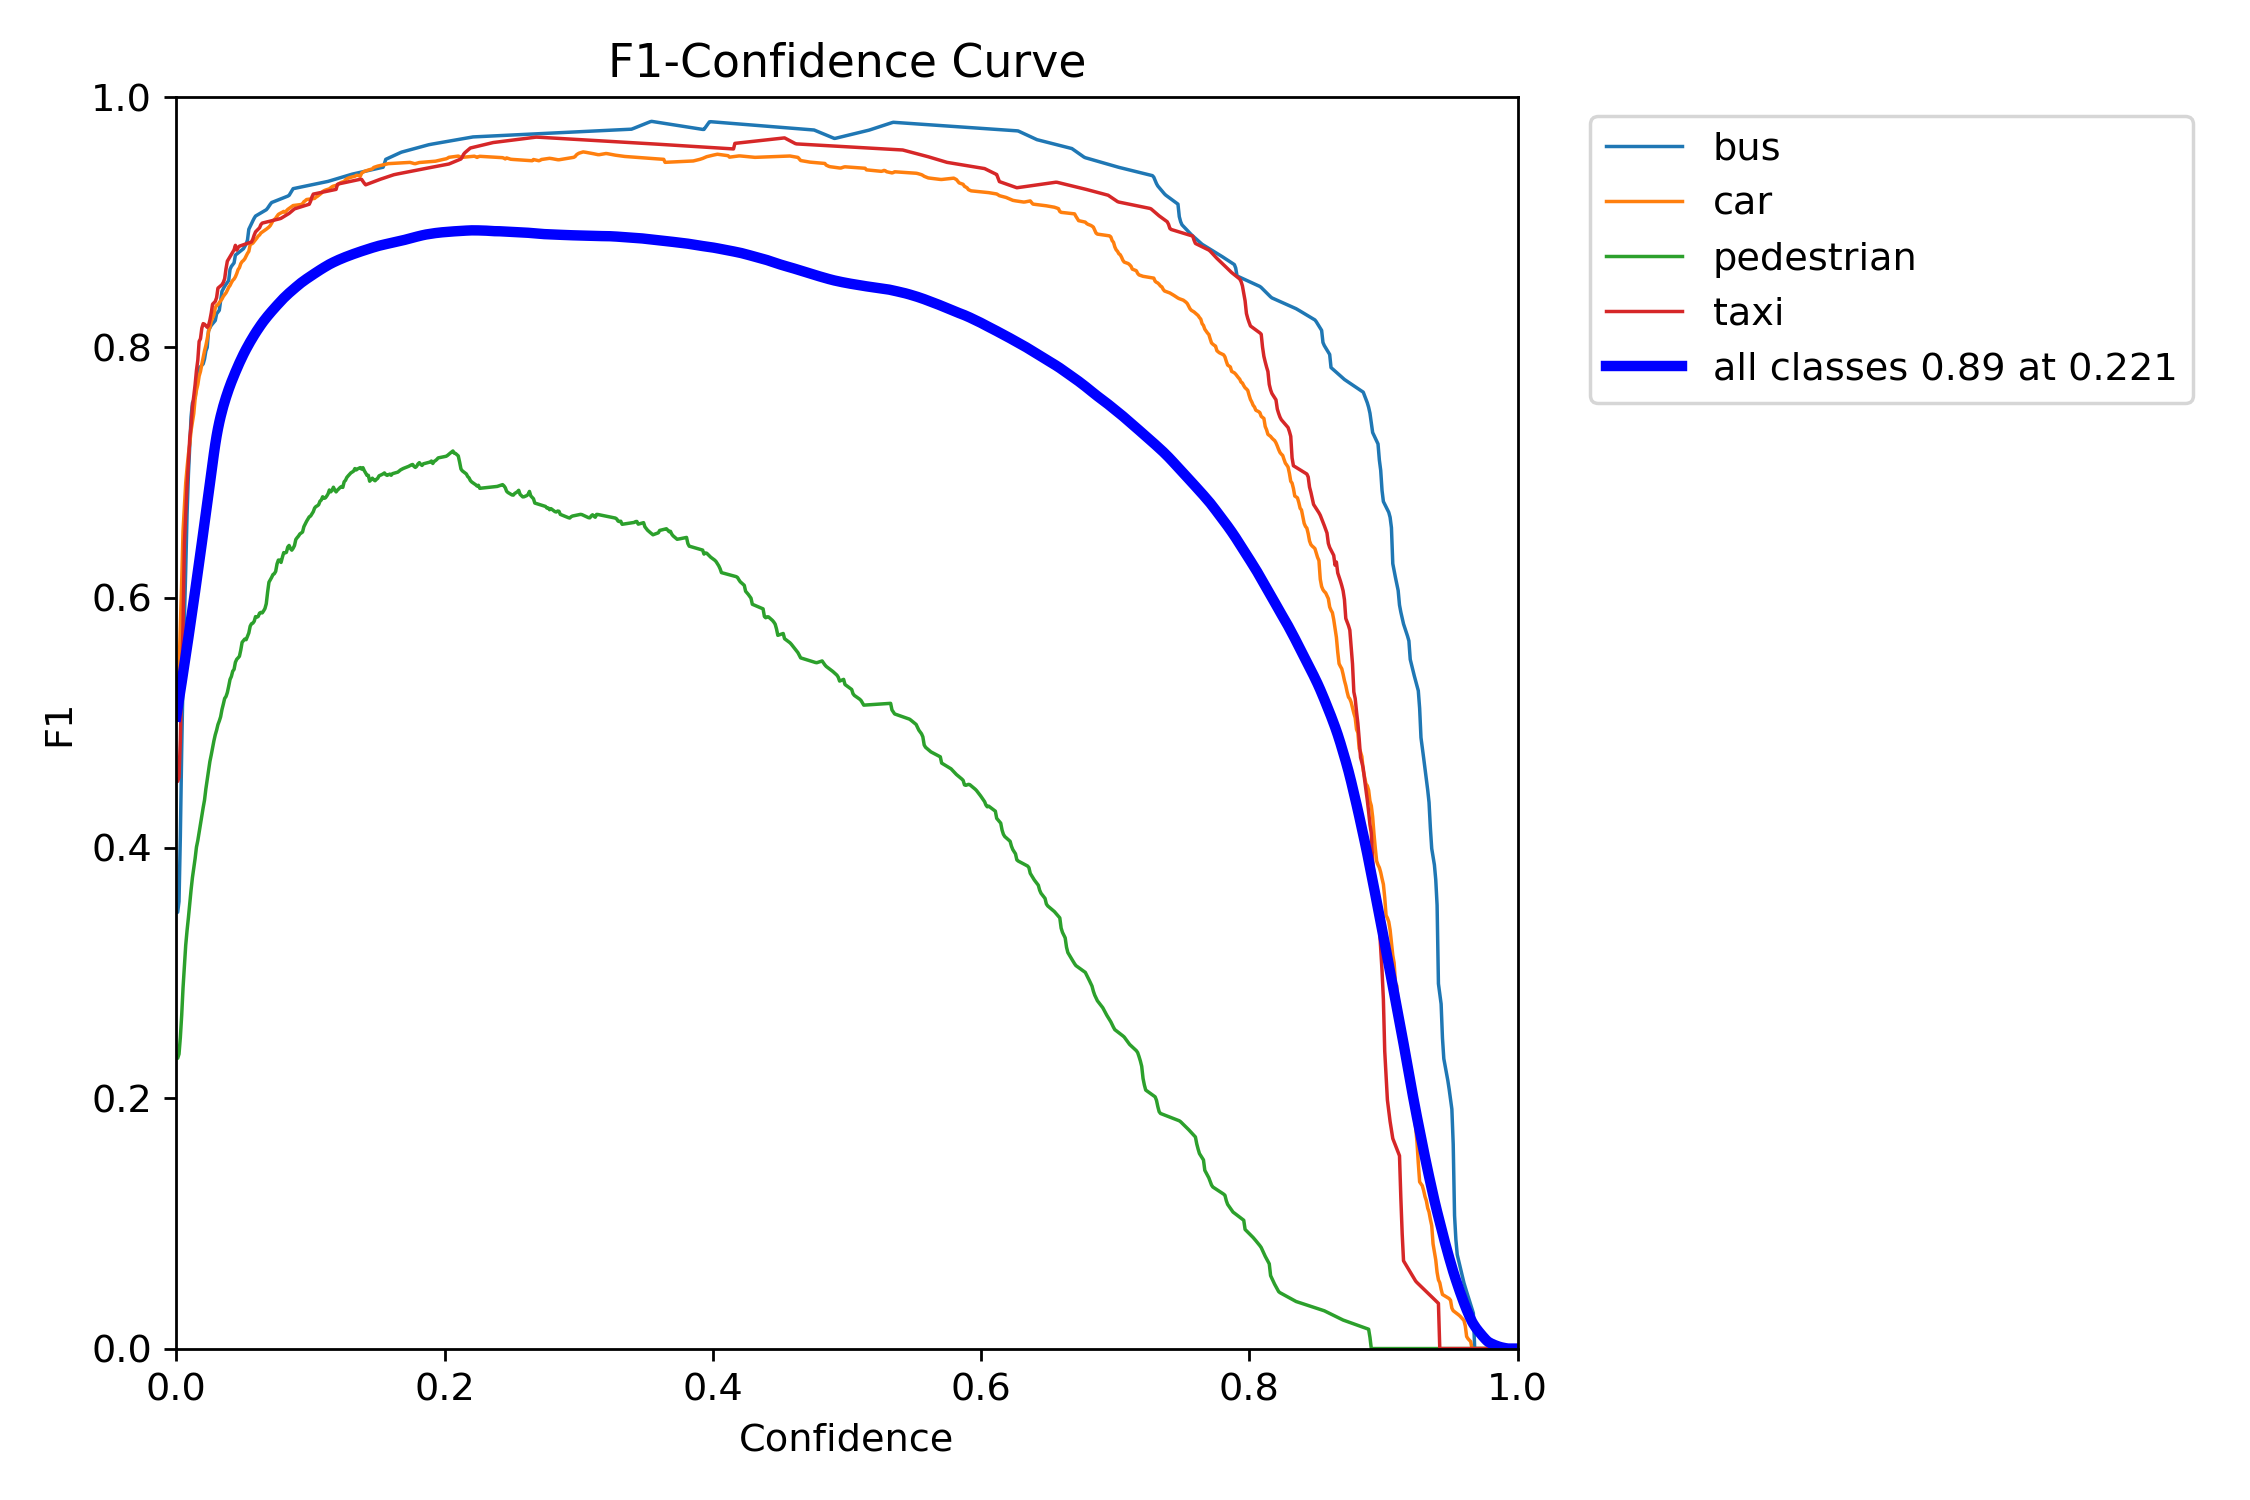 F1-Confidence Curve
1.0
0.8
0.6
0.4
0.2
0.0
F1
0.0 0.2 0.4 0.6 0.8 1.0
Confidence
bus
car
pedestrian
taxi
all classes 0.89 at 0.221